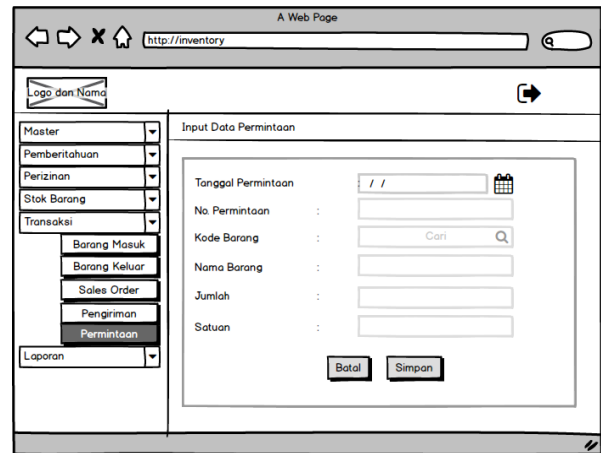 A Web Page
http://inventory
Logo dan Nama
Master
Pemberitahuan
Perizinan
Stok Barang
Transaksi
Barang Masuk
Barang Keluar
Sales Order
Pengiriman
Permintaan
Laporan
Input Data Permintaan
Tanggal Permintaan : / /
No. Permintaan :
Kode Barang : Cari
Nama Barang :
Jumlah :
Satuan :
Batal Simpan